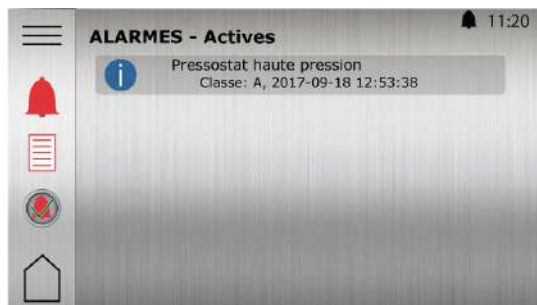 11:20
ALARMES - Actives
Pressostat haute pression
Classe: A, 2017-09-18 12:53:38